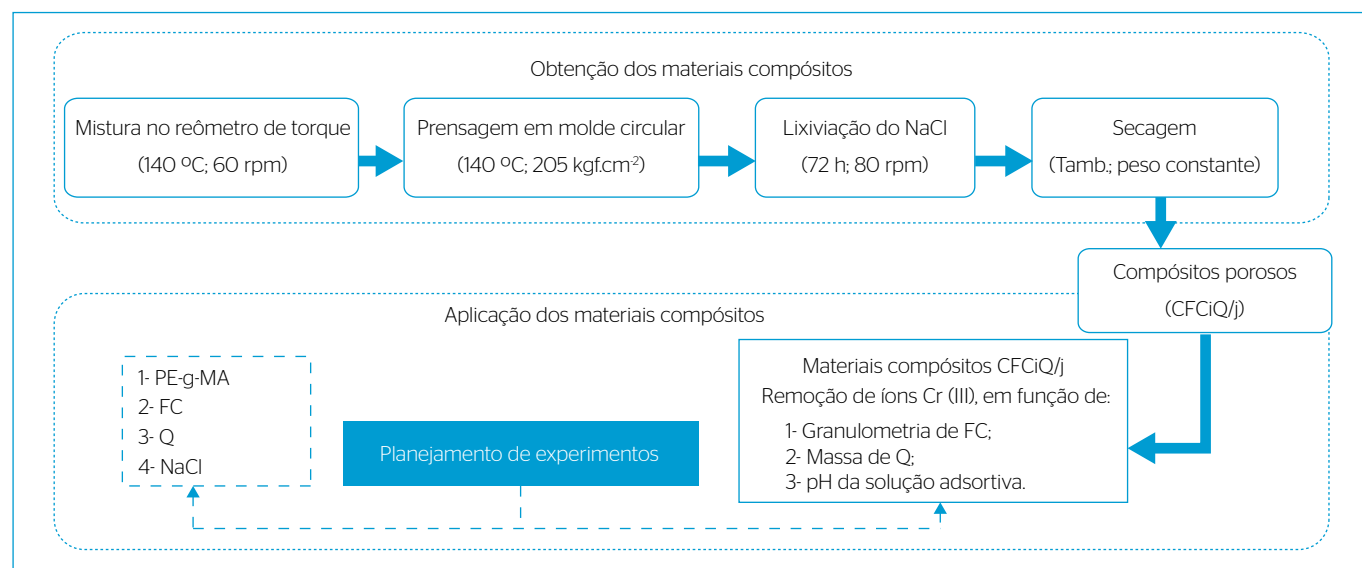 Obtenção dos materiais compósitos
Mistura no reômetro de torque
(140 ºC; 60 rpm)
Prensagem em molde circular
(140 ºC; 205 kgf.cm-2)
Lixiviação do NaCl
(72 h; 80 rpm)
Secagem
(Tamb.; peso constante)
Compósitos porosos
(CFCiQ/j)
Aplicação dos materiais compósitos
1- PE-g-MA
2- FC
3- Q
4- NaCl
Planejamento de experimentos
Materiais compósitos CFCiQ/j
Remoção de íons Cr (III), em função de:
1- Granulometria de FC;
2- Massa de Q;
3- pH da solução adsortiva.